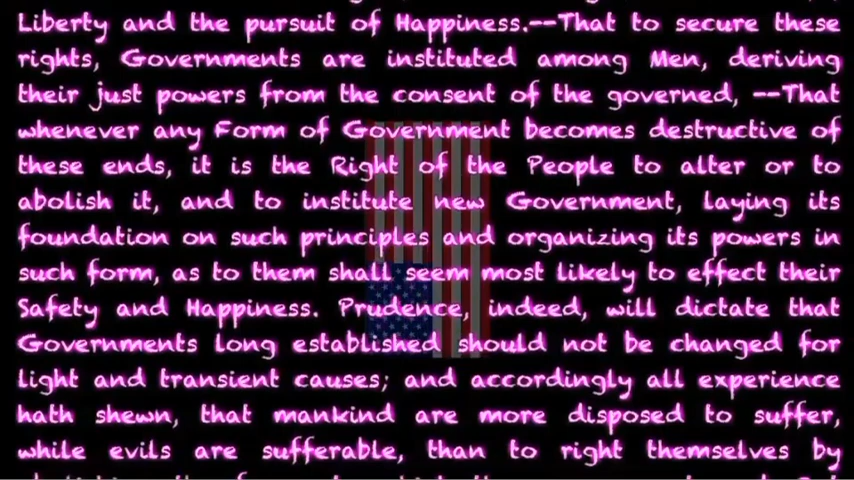 Liberty and the pursuit of Happiness.--That to secure these
rights, Governments are instituted among Men, deriving
their just powers from the consent of the governed, --That
whenever any Form of Government becomes destructive of
these ends, it is the Right of the People to alter or to
abolish it, and to institute new Government, laying its
foundation on such principles and organizing its powers in
such form, as to them shall seem most likely to effect their
Safety and Happiness. Prudence, indeed, will dictate that
Governments long established should not be changed for
light and transient causes; and accordingly all experience
hath shewn, that mankind are more disposed to suffer,
while evils are sufferable, than to right themselves by